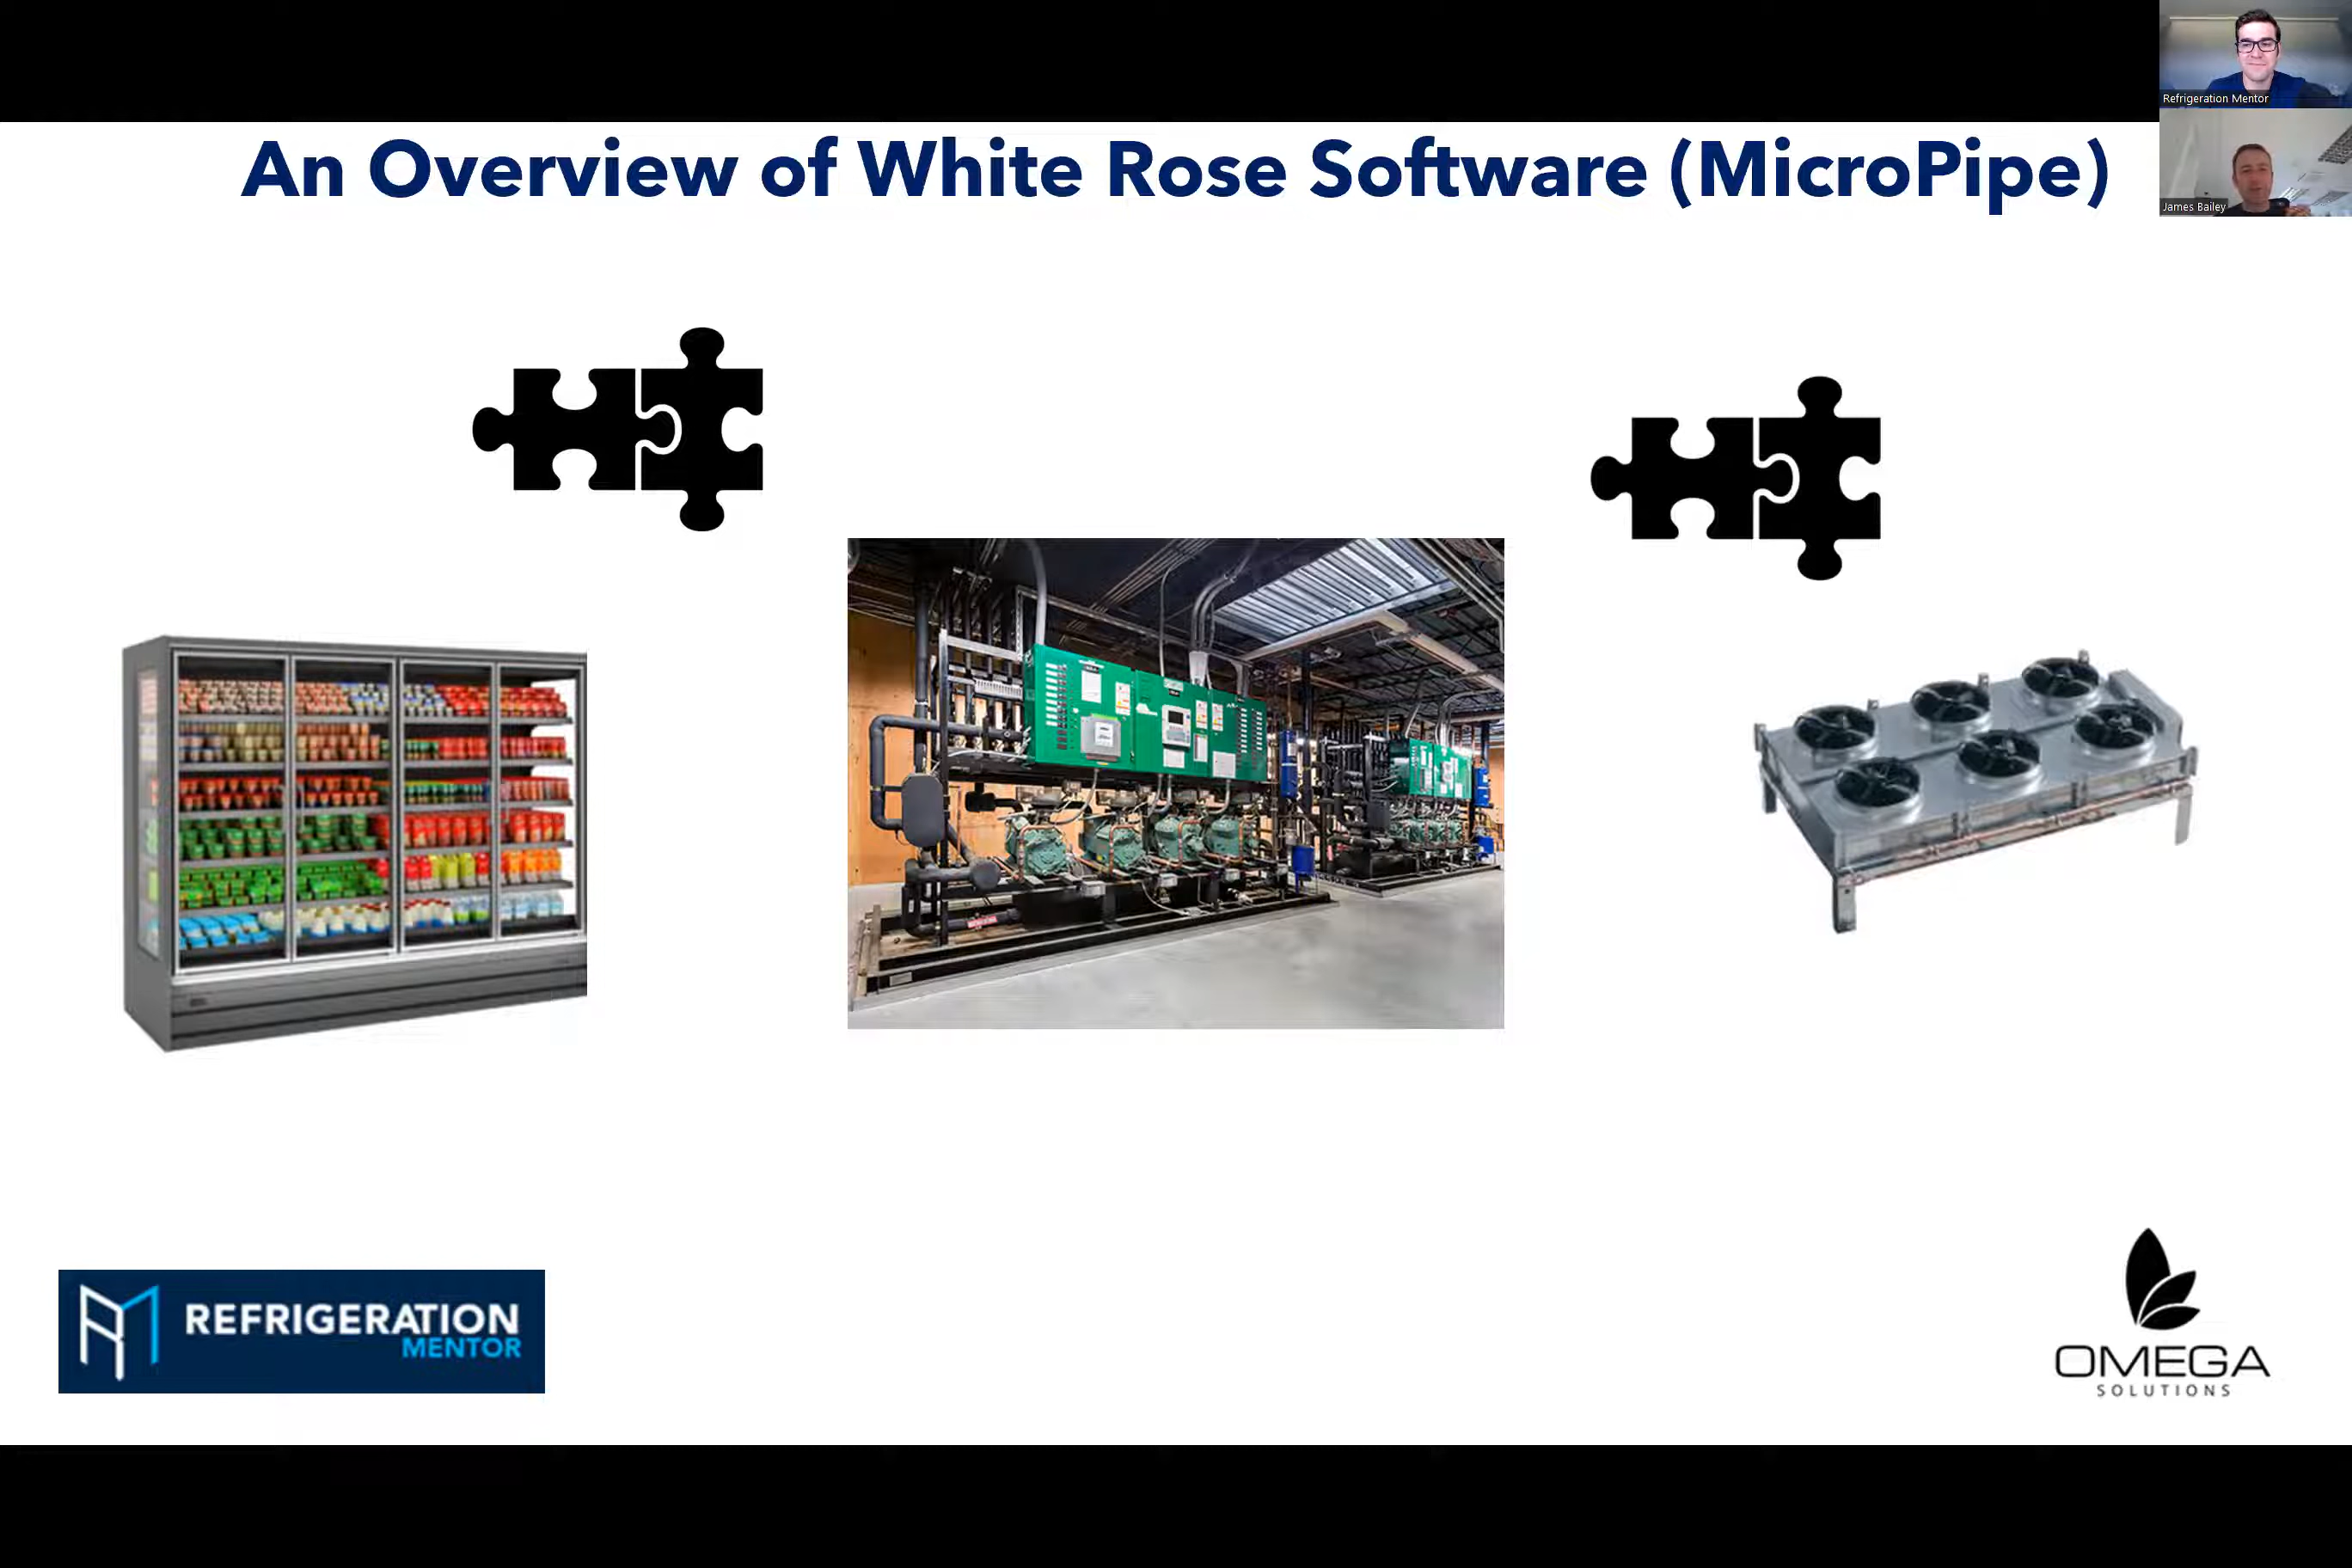 An Overview of White Rose Software (MicroPipe)
Refrigeration Mentor
James Bailey
REFRIGERATION
MENTOR
OMEGA
SOLUTIONS